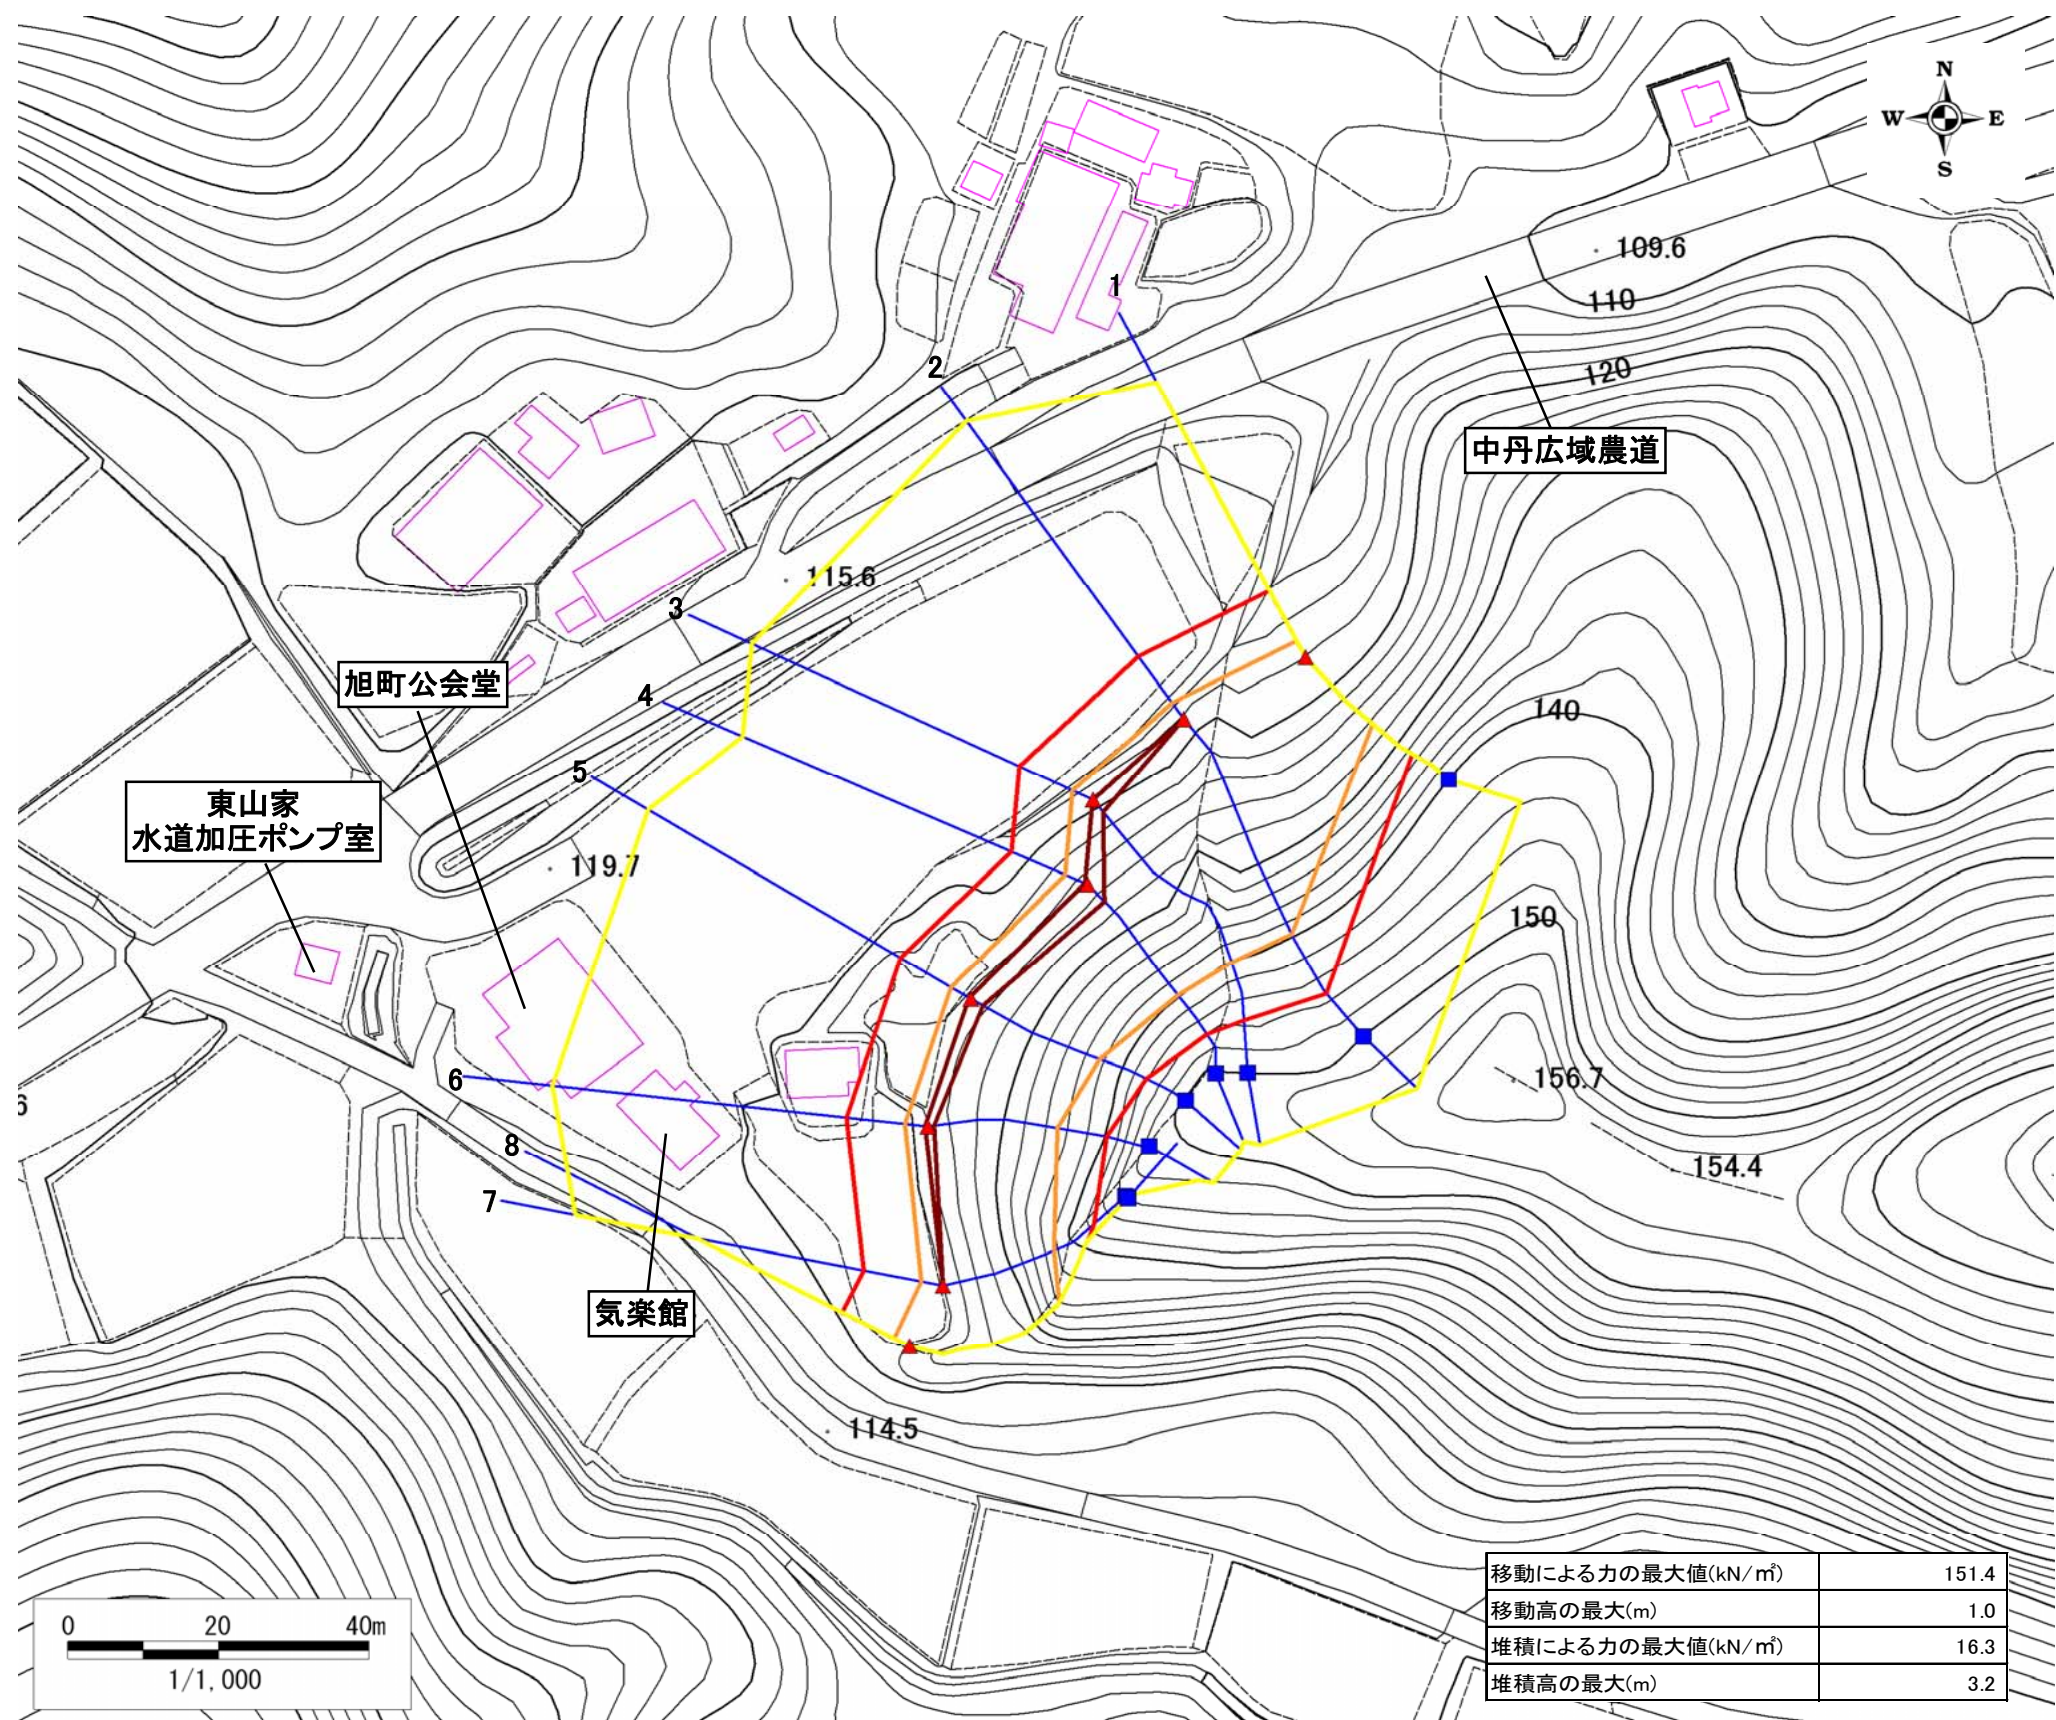 N
W E
S
109.6
1
110
2
120
中丹広域農道
115.6
3
旭町公会堂
4
140
5
東山家
水道加圧ポンプ室
119.7
150
6
156.7
8
154.4
7
気楽館
114.5
移動による力の最大値(kN/㎡) 151.4
移動高の最大(m) 1.0
堆積による力の最大値(kN/㎡) 16.3
堆積高の最大(m) 3.2
0 20 40m
1/1,000